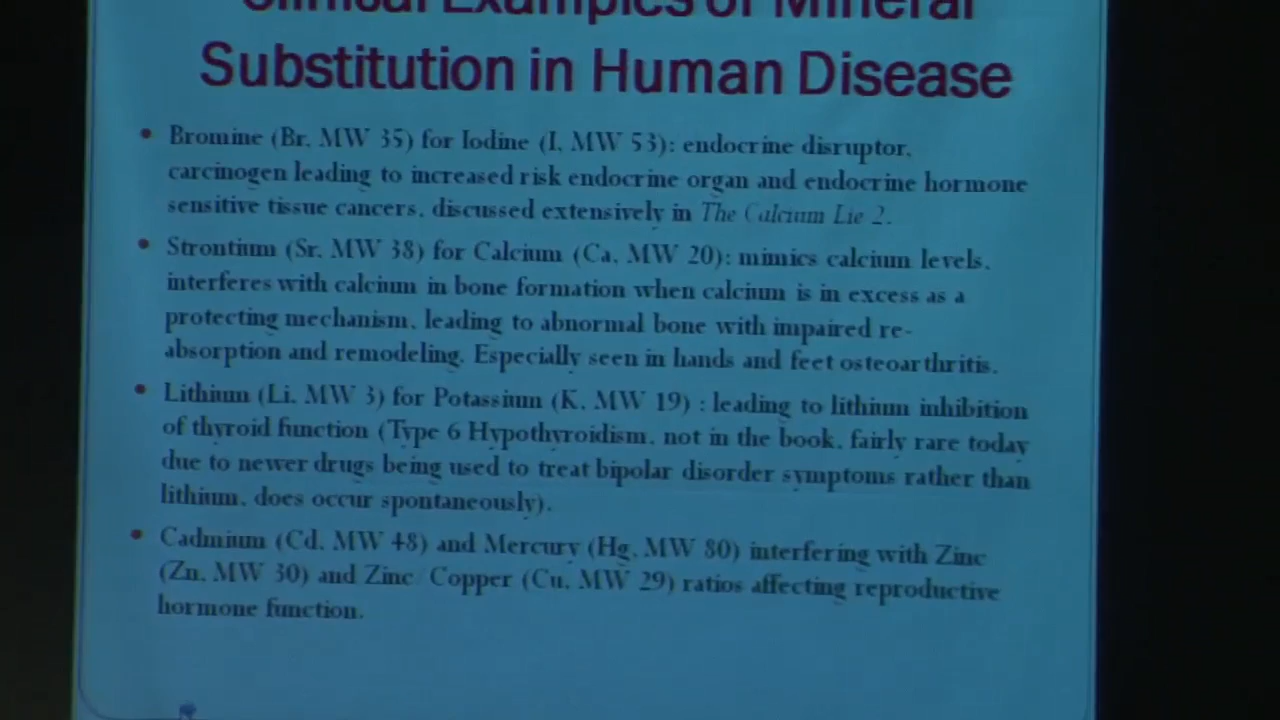 Clinical Examples of Mineral
Substitution in Human Disease
• Bromine (Br, MW 35) for Iodine (I, MW 53): endocrine disruptor,
carcinogen leading to increased risk endocrine organ and endocrine hormone
sensitive tissue cancers, discussed extensively in The Calcium Lie 2.
• Strontium (Sr, MW 38) for Calcium (Ca, MW 20): mimics calcium levels,
interferes with calcium in bone formation when calcium is in excess as a
protecting mechanism, leading to abnormal bone with impaired re-
absorption and remodeling. Especially seen in hands and feet osteoarthritis.
• Lithium (Li, MW 3) for Potassium (K, MW 19) : leading to lithium inhibition
of thyroid function (Type 6 Hypothyroidism, not in the book, fairly rare today
due to newer drugs being used to treat bipolar disorder symptoms rather than
lithium, does occur spontaneously).
• Cadmium (Cd, MW 48) and Mercury (Hg, MW 80) interfering with Zinc
(Zn, MW 30) and Zinc/Copper (Cu, MW 29) ratios affecting reproductive
hormone function.